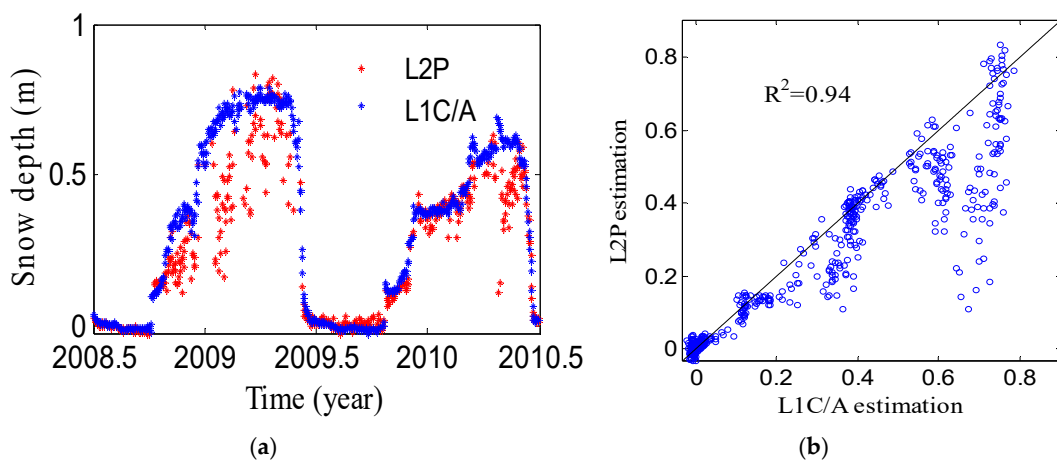 1
0.5
0
Snow depth (m)
L2P
L1C/A
2008.5 2009 2009.5 2010 2010.5
Time (year)
(a)
0.8
0.6
0.4
0.2
0
L2P estimation
R²=0.94
0 0.2 0.4 0.6 0.8
L1C/A estimation
(b)